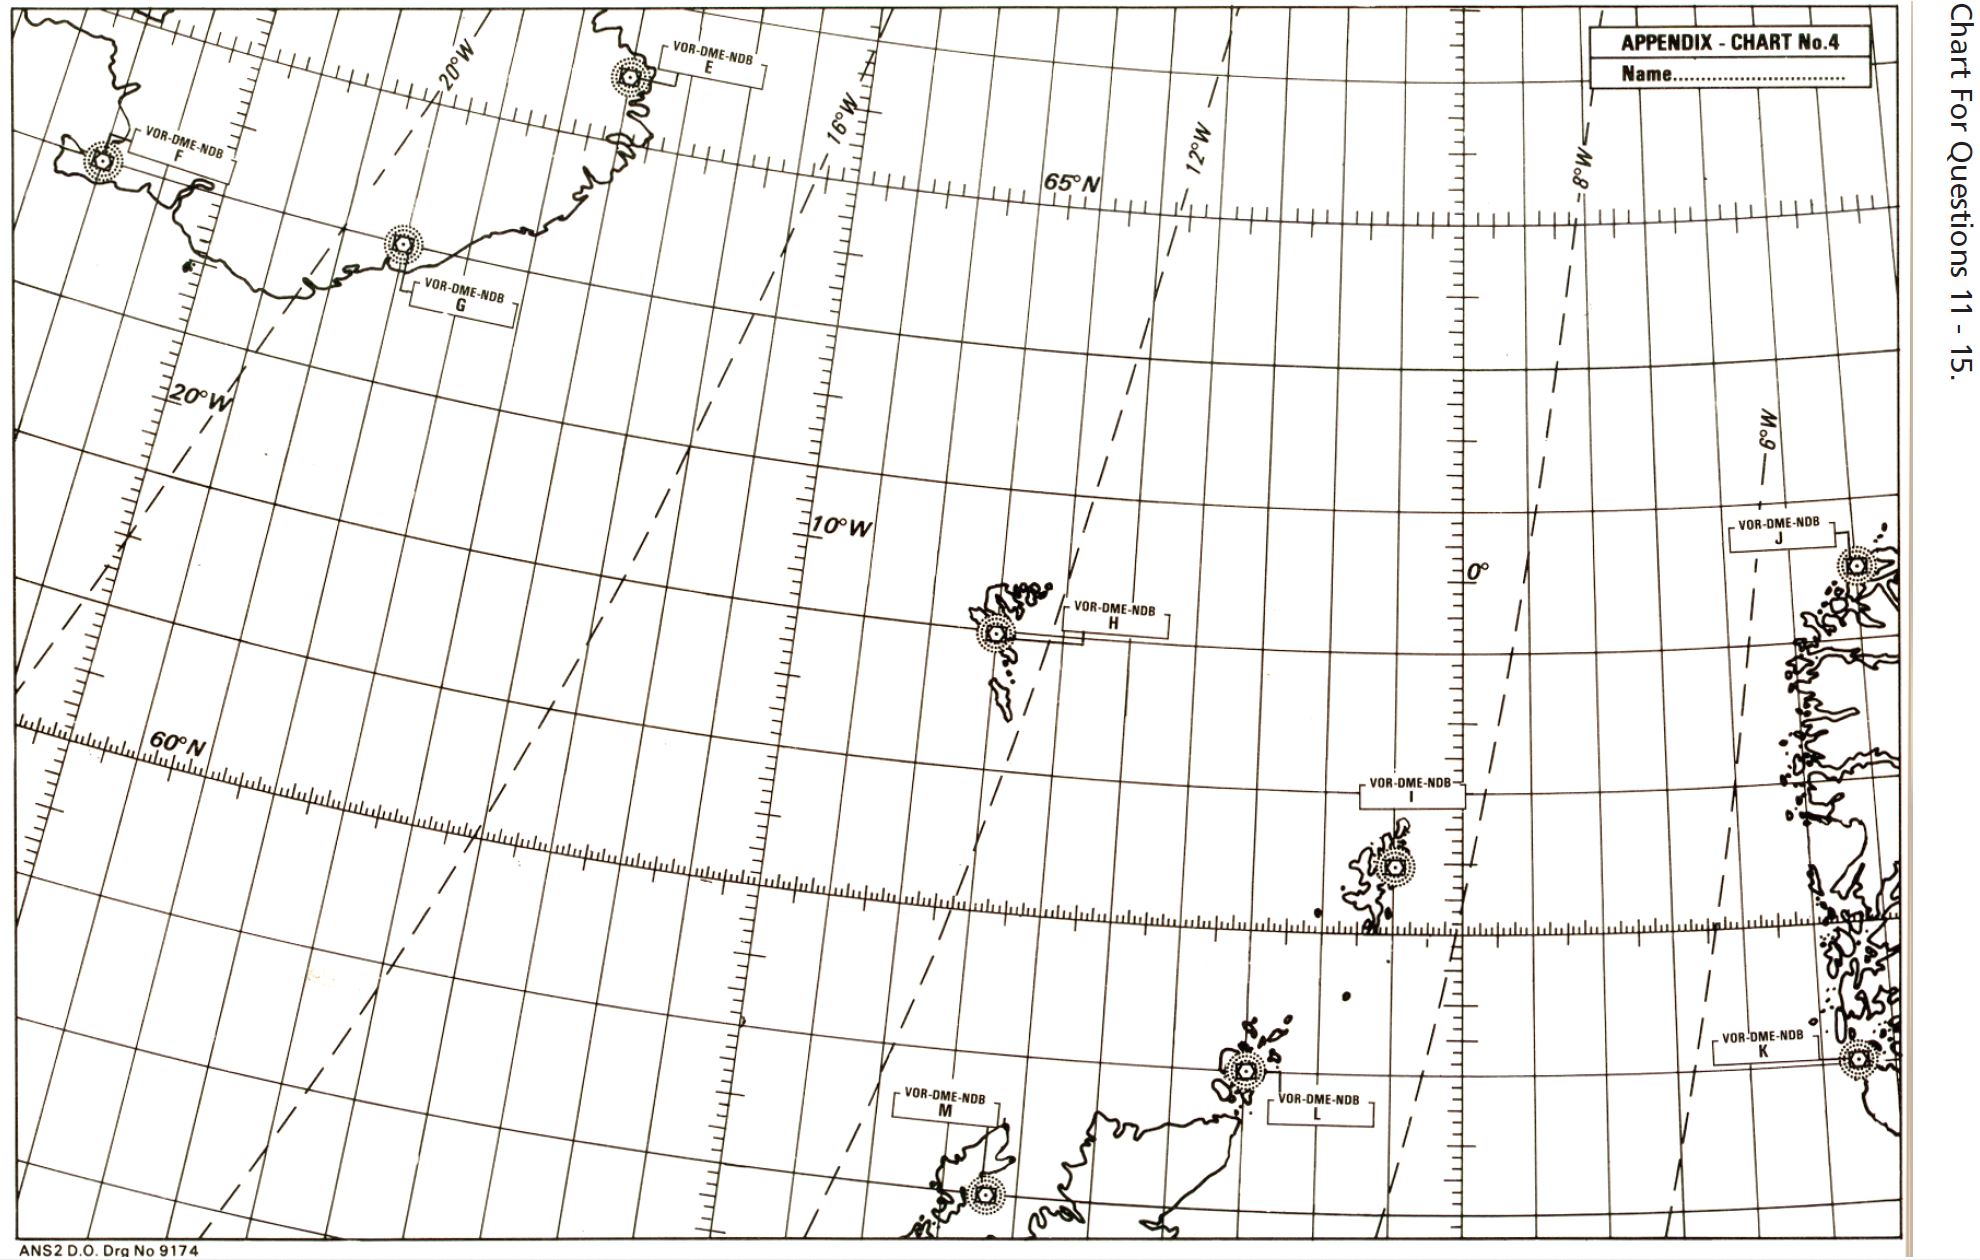 APPENDIX - CHART No.4
Name..............................
Chart For Questions 11 - 15.
VOR-DME-NDB
E
20°W
16°W
12°W
8°W
VOR-DME-NDB
F
65°N
VOR-DME-NDB
G
20°W
6°W
10°W
VOR-DME-NDB
J
0°
VOR-DME-NDB
H
60°N
VOR-DME-NDB
I
VOR-DME-NDB
K
VOR-DME-NDB
M
VOR-DME-NDB
L
ANS2 D.O. Drg No 9174